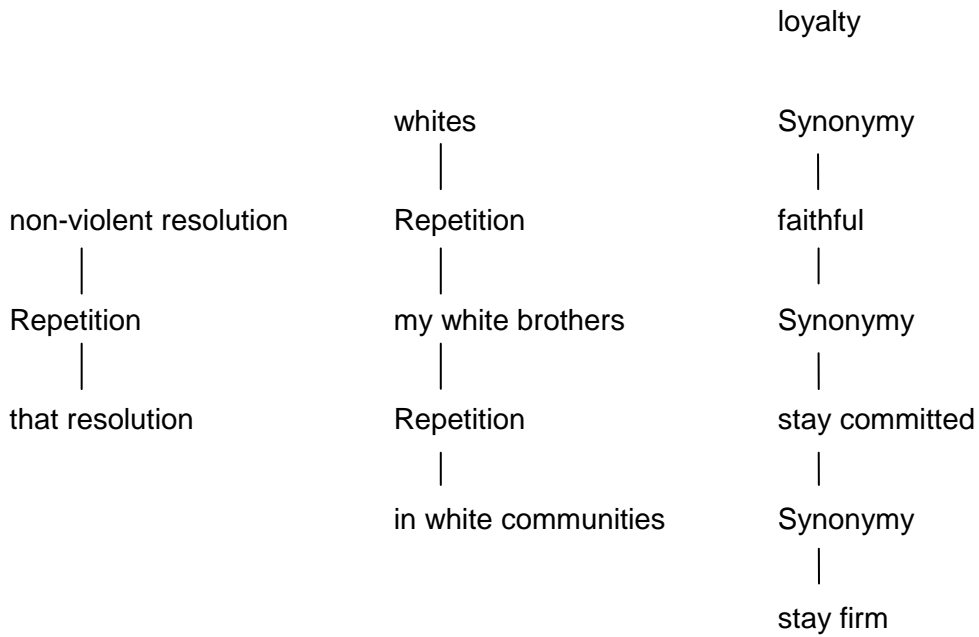 loyalty
whites Synonymy
non-violent resolution Repetition faithful
Repetition my white brothers Synonymy
that resolution Repetition stay committed
in white communities Synonymy
stay firm